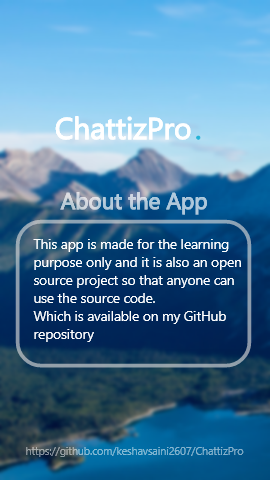 ChattizPro.
About the App
This app is made for the learning
purpose only and it is also an open
source project so that anyone can
use the source code.
Which is available on my GitHub
repository
https://github.com/keshavsaini2607/ChattizPro